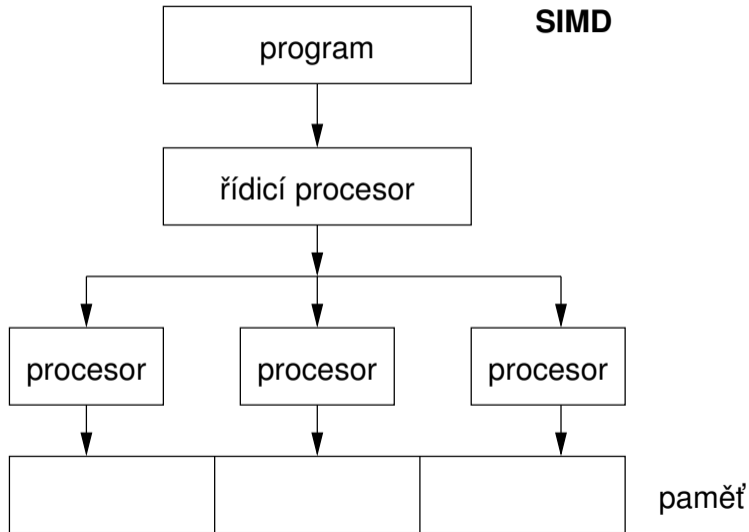 SIMD
program
řídicí procesor
procesor procesor procesor
paměť